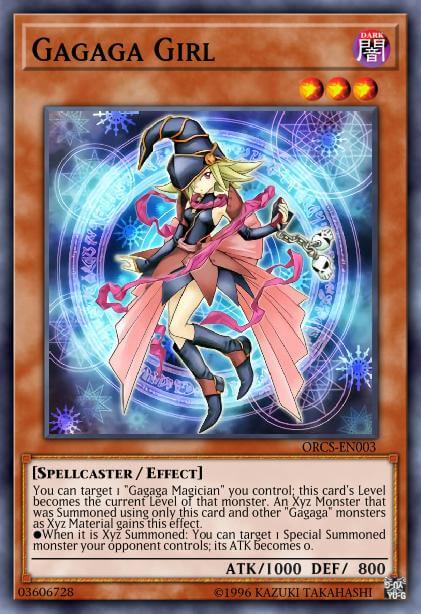 Gagaga Girl
DARK
闇
ORCS-EN003
[Spellcaster / Effect]
You can target 1 "Gagaga Magician" you control; this card's Level
becomes the current Level of that monster. An Xyz Monster that
was Summoned using only this card and other "Gagaga" monsters
as Xyz Material gains this effect.
●When it is Xyz Summoned: You can target 1 Special Summoned
monster your opponent controls; its ATK becomes 0.
ATK/1000 DEF/ 800
03606728
©1996 KAZUKI TAKAHASHI